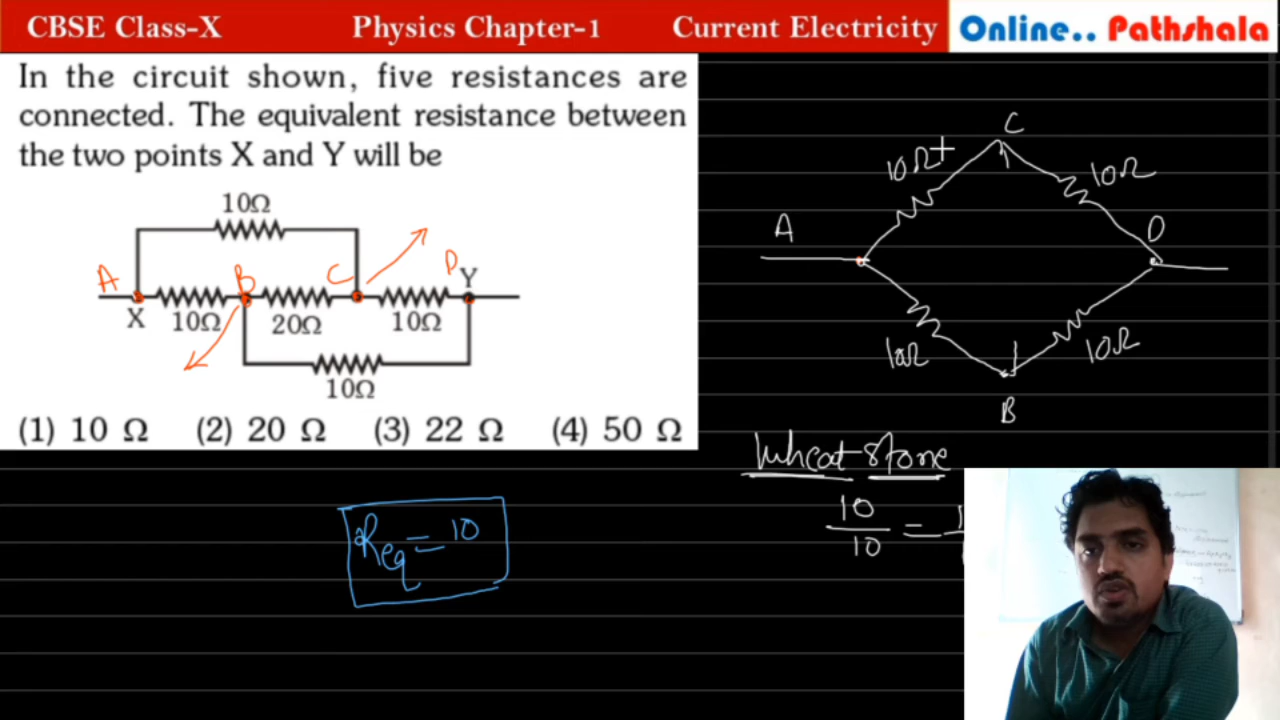 CBSE Class-X Physics Chapter-1 Current Electricity Online.. Pathshala
In the circuit shown, five resistances are
connected. The equivalent resistance between
the two points X and Y will be
10Ω
A B C D Y
X 10Ω 20Ω 10Ω
10Ω
(1) 10 Ω (2) 20 Ω (3) 22 Ω (4) 50 Ω
C
10Ω 10Ω
A D
10Ω 10Ω
B
Wheat stone
10/10 =
Req = 10